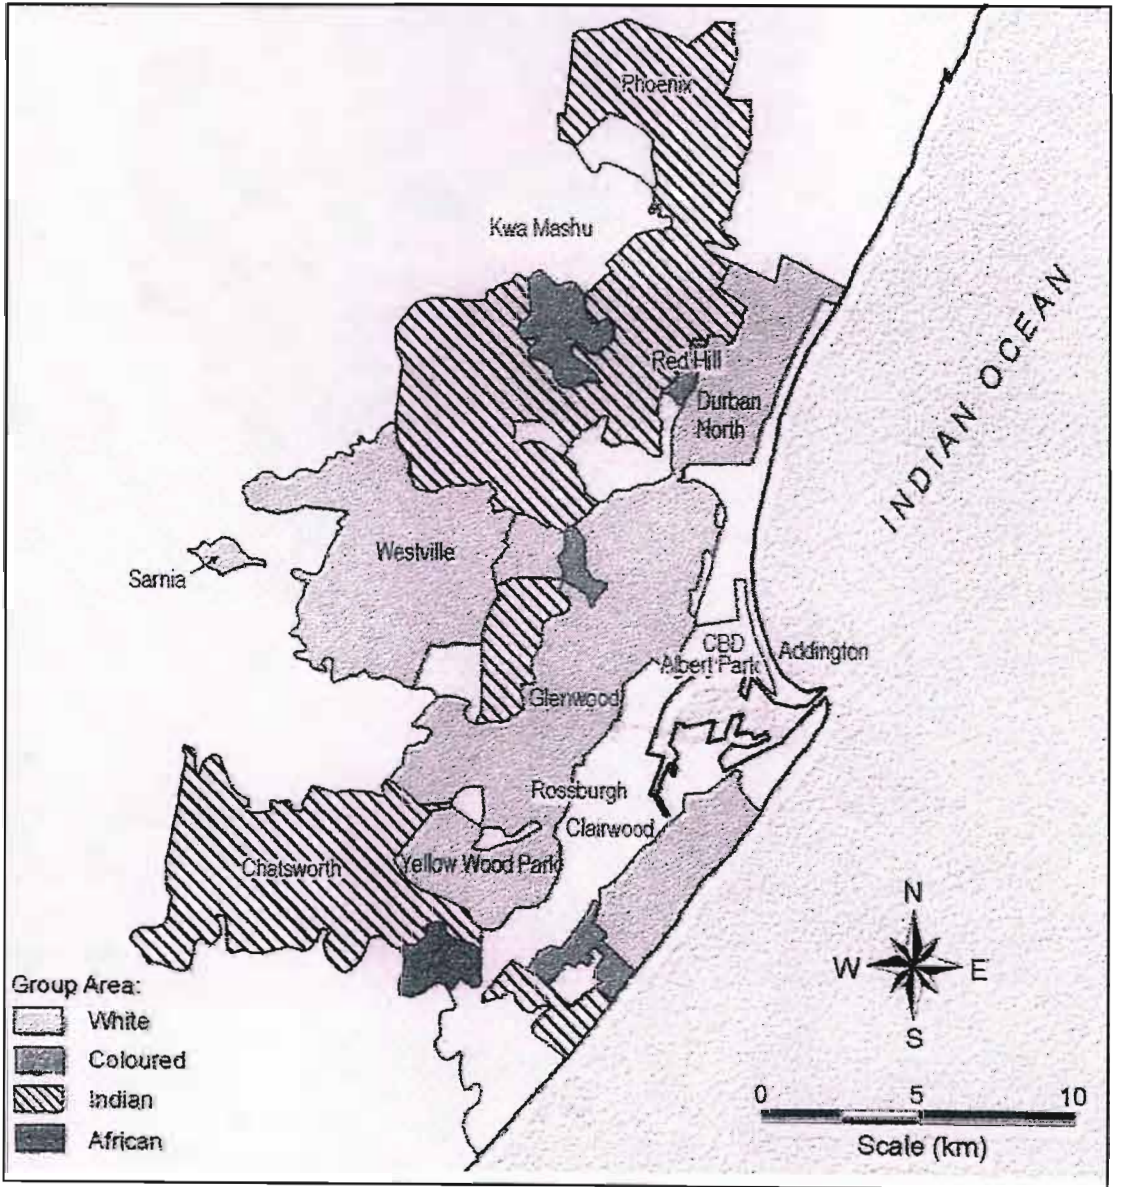 Phoenix
Kwa Mashu
Red Hill
Durban
North
INDIAN OCEAN
Westville
Sarnia
CBD
Albert Park
Addington
Glenwood
Rossburgh
Clairwood
Chatsworth
Yellow Wood Park
N
W
E
S
Group Area:
White
Coloured
Indian
African
0 5 10
Scale (km)